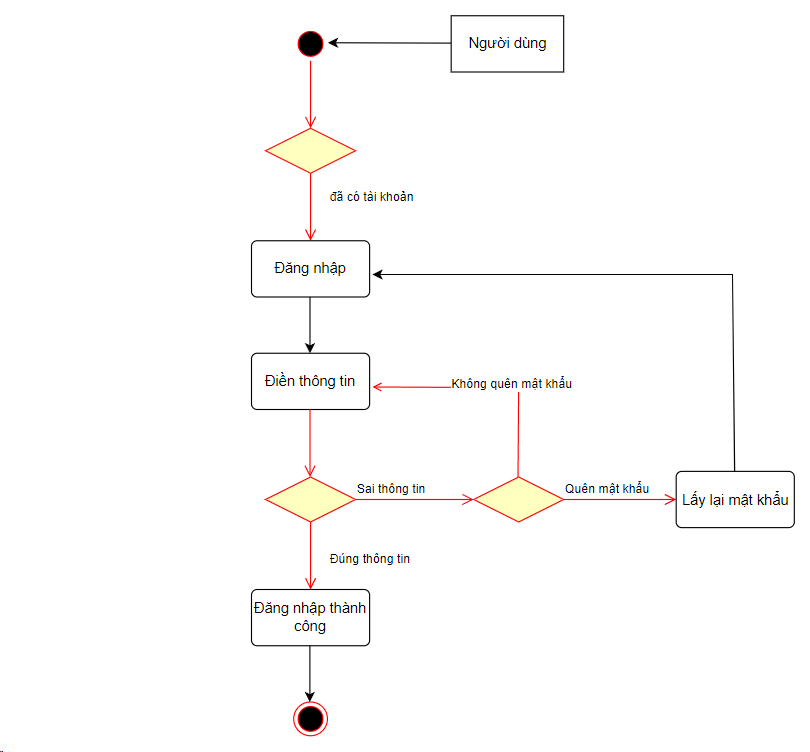 Người dùng
đã có tài khoản
Đăng nhập
Điền thông tin
Không quên mật khẩu
Sai thông tin
Quên mật khẩu
Lấy lại mật khẩu
Đúng thông tin
Đăng nhập thành
công